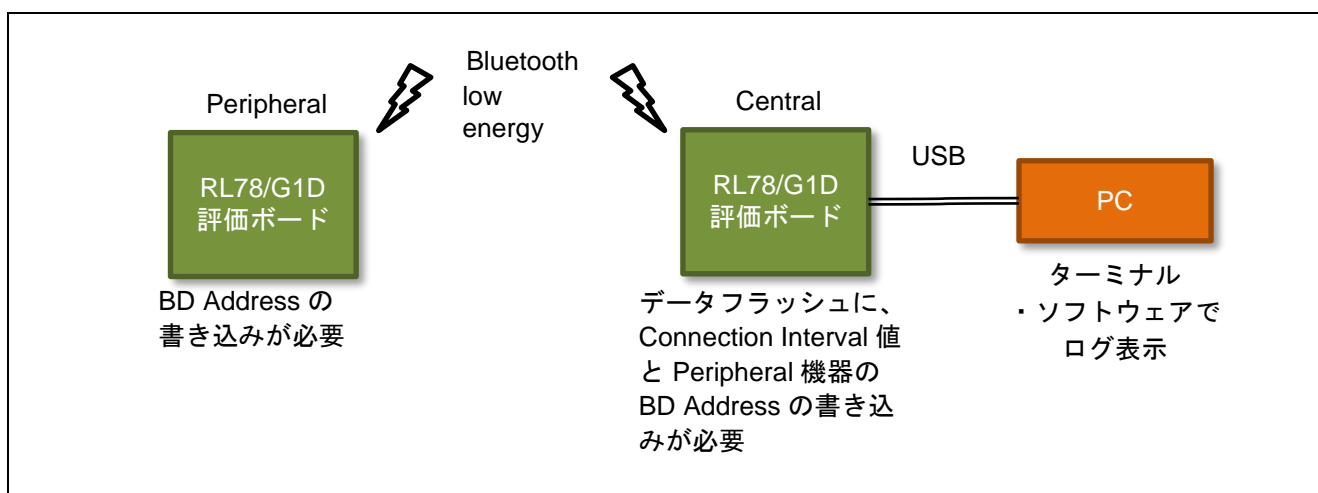 Peripheral
RL78/G1D
評価ボード
BD Address の
書き込みが必要
Bluetooth
low
energy
Central
RL78/G1D
評価ボード
データフラッシュに、
Connection Interval 値
と Peripheral 機器の
BD Address の書き込
みが必要
USB
PC
ターミナル
・ソフトウェアで
ログ表示